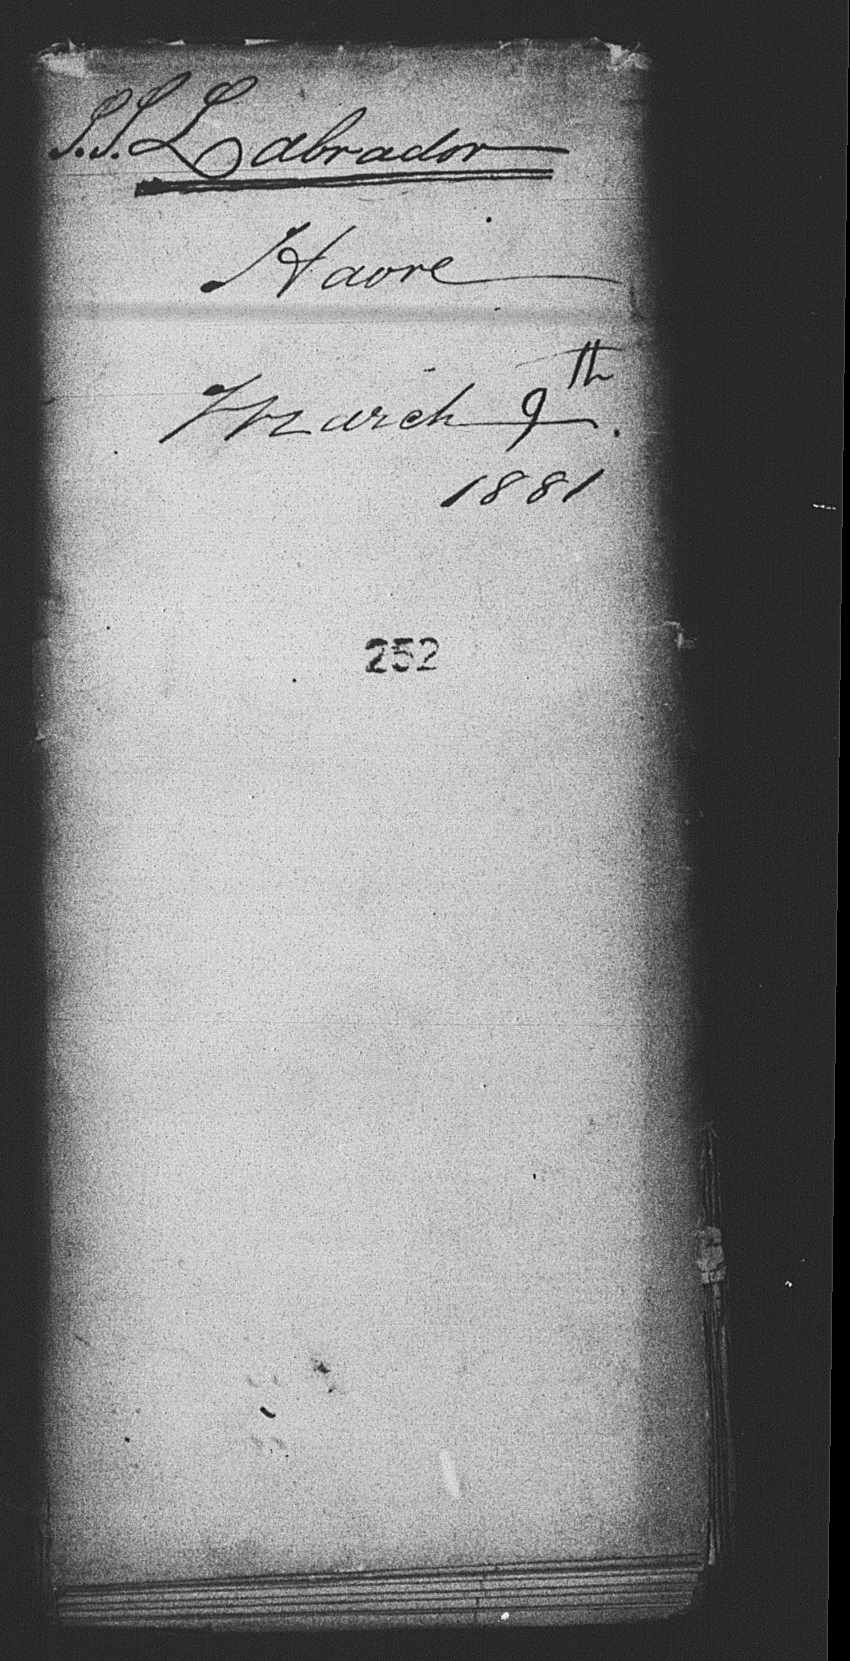 S.S. Labrador
Havre
March 9th.
1881
252